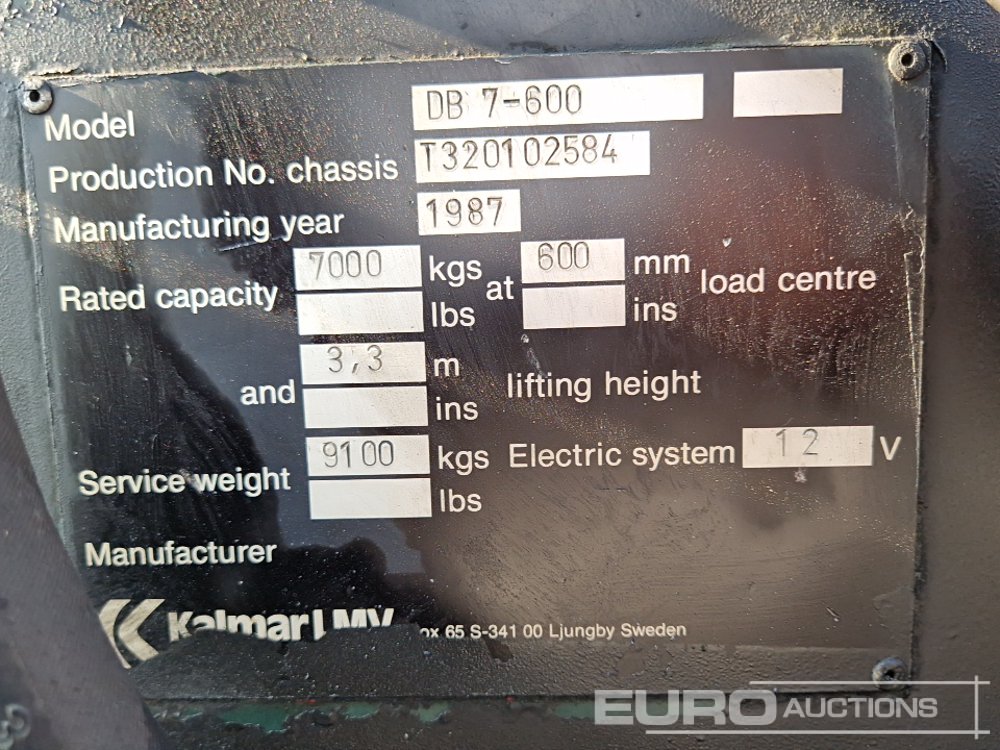 Model DB 7-600
Production No. chassis T320102584
Manufacturing year 1987
Rated capacity 7000 kgs at 600 mm load centre
lbs ins
and 3,3 m lifting height
ins
Service weight 9100 kgs Electric system 12 V
lbs
Manufacturer
Kalmar LMV ox 65 S-341 00 Ljungby Sweden
EURO AUCTIONS